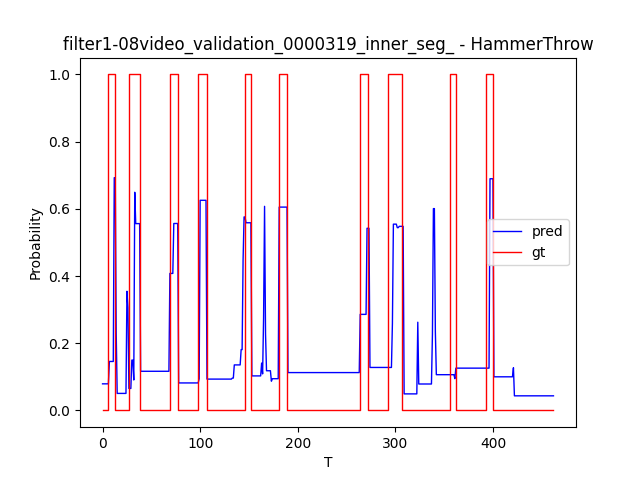 filter1-08video_validation_0000319_inner_seg_ - HammerThrow
1.0
0.8
0.6
0.4
0.2
0.0
Probability
pred
gt
0
100
200
300
400
T